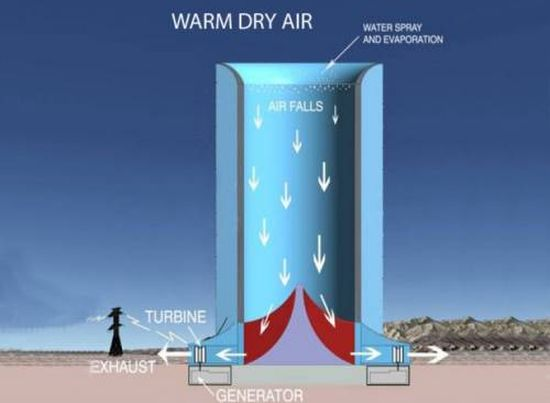 WARM DRY AIR
WATER SPRAY
AND EVAPORATION
AIR FALLS
TURBINE
EXHAUST
GENERATOR